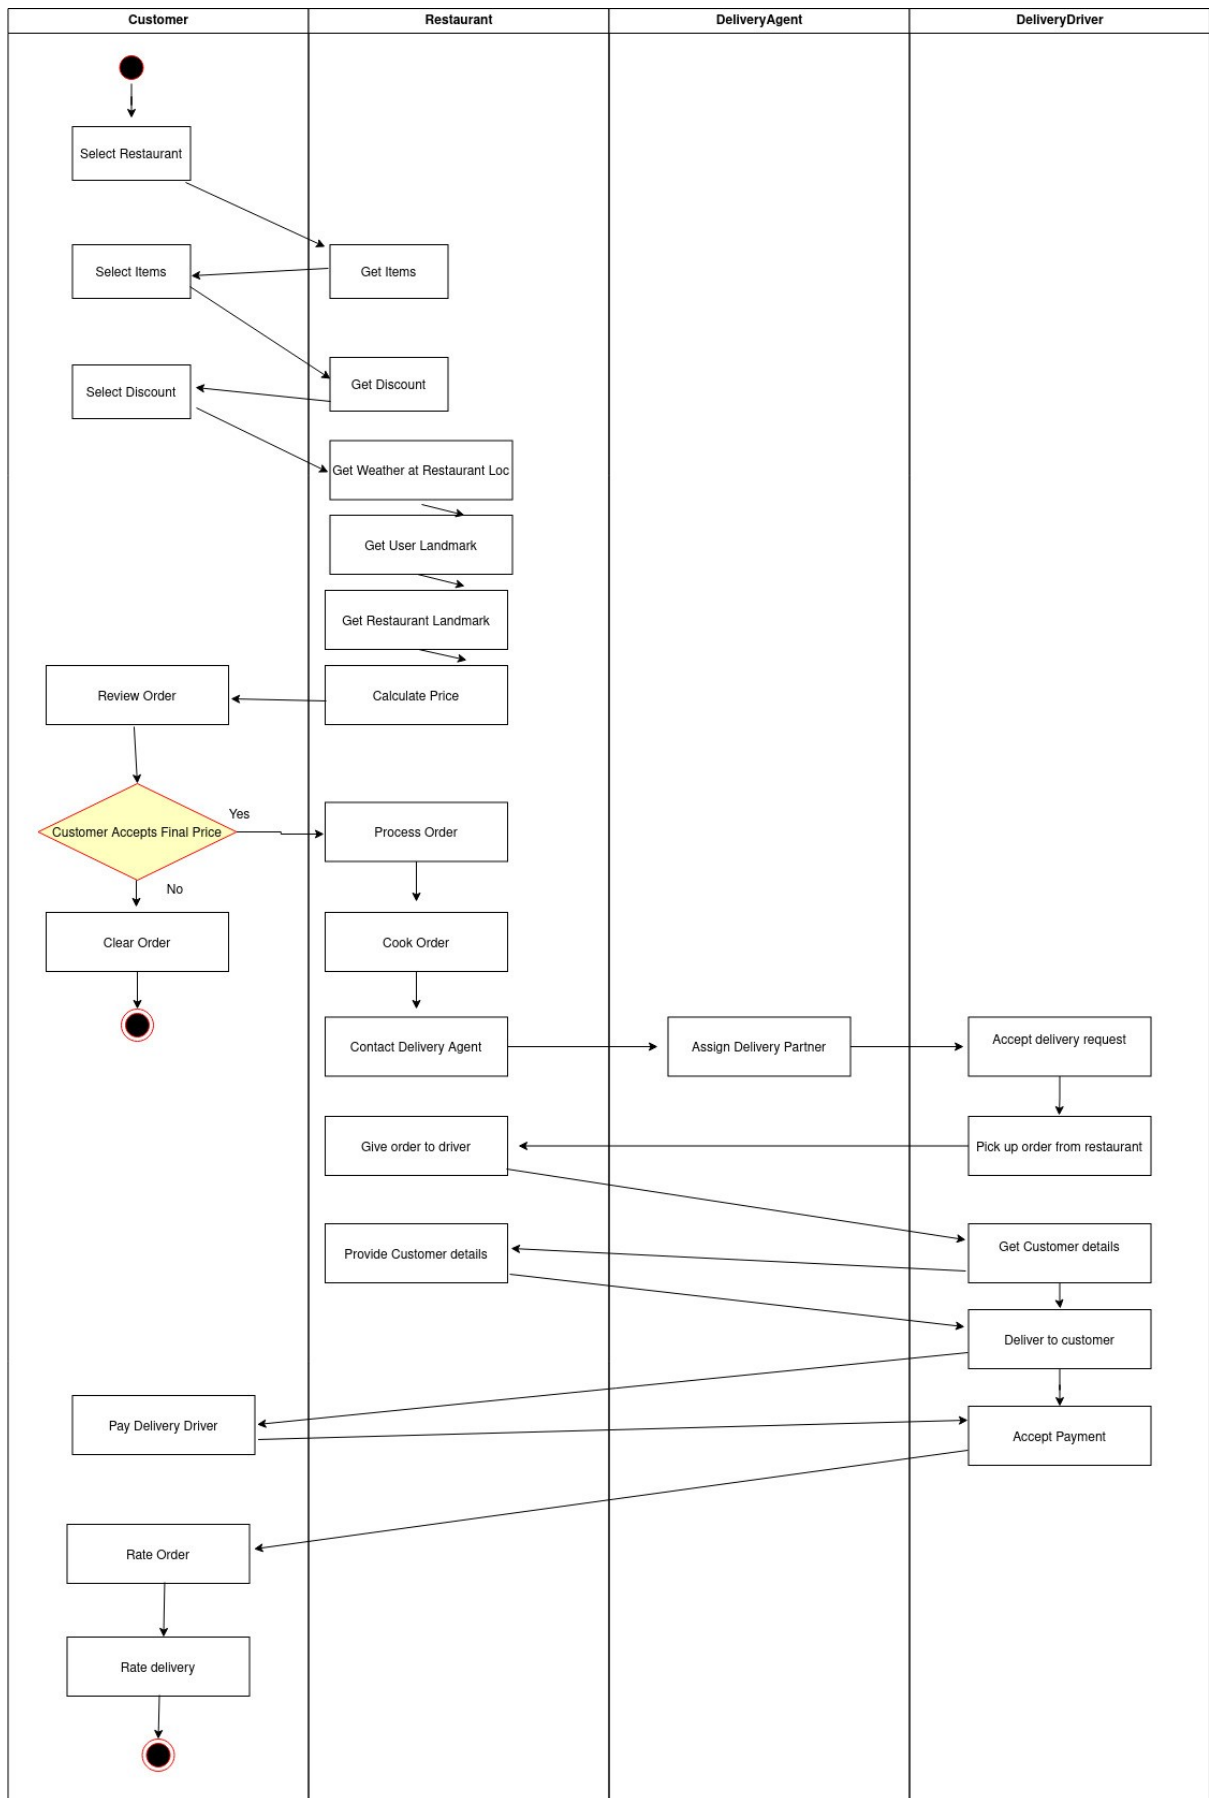 Customer
Restaurant
DeliveryAgent
DeliveryDriver
Select Restaurant
Select Items
Get Items
Select Discount
Get Discount
Get Weather at Restaurant Loc
Get User Landmark
Get Restaurant Landmark
Review Order
Calculate Price
Customer Accepts Final Price
Yes
Process Order
No
Clear Order
Cook Order
Contact Delivery Agent
Assign Delivery Partner
Accept delivery request
Give order to driver
Pick up order from restaurant
Provide Customer details
Get Customer details
Deliver to customer
Pay Delivery Driver
Accept Payment
Rate Order
Rate delivery